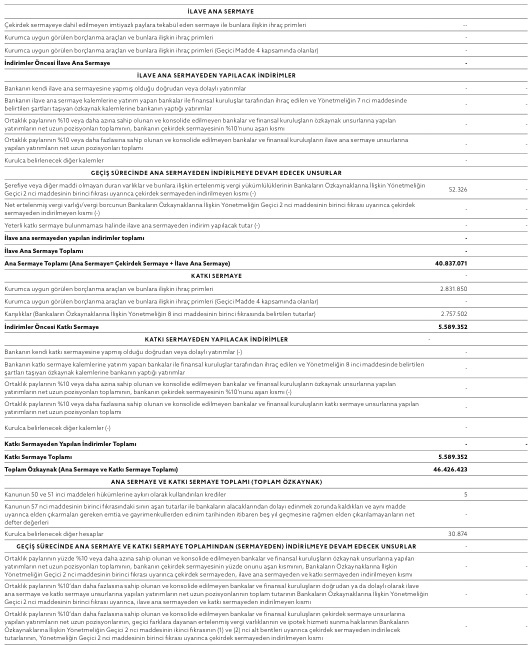 İLAVE ANA SERMAYE
Çekirdek sermayeye dahil edilmeyen imtiyazlı paylara tekabül eden sermaye ile bunlara ilişkin ihraç primleri --
Kurumca uygun görülen borçlanma araçları ve bunlara ilişkin ihraç primleri -
Kurumca uygun görülen borçlanma araçları ve bunlara ilişkin ihraç primleri (Geçici Madde 4 kapsamında olanlar) -
İndirimler Öncesi İlave Ana Sermaye -
İLAVE ANA SERMAYEDEN YAPILACAK İNDİRİMLER
Bankanın kendi ilave ana sermayesine yapmış olduğu doğrudan veya dolaylı yatırımlar - -
Bankanın ilave ana sermaye kalemlerine yatırım yapan bankalar ile finansal kuruluşlar tarafından ihraç edilen ve Yönetmeliğin 7 nci maddesinde
belirtilen şartları taşıyan özkaynak kalemlerine bankanın yaptığı yatırımlar - -
Ortaklık paylarının %10 veya daha azına sahip olunan ve konsolide edilmeyen bankalar ve finansal kuruluşların özkaynak unsurlarına yapılan
yatırımların net uzun pozisyonları toplamının, bankanın çekirdek sermayesinin %10'nunu aşan kısmı - -
Ortaklık paylarının %10 veya daha fazlasına sahip olunan ve konsolide edilmeyen bankalar ve finansal kuruluşların ilave ana sermaye unsurlarına yapılan
yatırımların net uzun pozisyonları toplamı - -
Kurulca belirlenecek diğer kalemler - -
GEÇİŞ SÜRECİNDE ANA SERMAYEDEN İNDİRİLMEYE DEVAM EDECEK UNSURLAR
Şerefiye veya diğer maddi olmayan duran varlıklar ve bunlara ilişkin ertelenmiş vergi yükümlülüklerinin Bankaların Özkaynaklarına İlişkin Yönetmeliğin
Geçici 2 nci maddesinin birinci fıkrası uyarınca çekirdek sermayeden indirilmeyen kısmı (-) 52.326 -
Net ertelenmiş vergi varlığı/vergi borcunun Bankaların Özkaynaklarına İlişkin Yönetmeliğin Geçici 2 nci maddesinin birinci fıkrası uyarınca çekirdek
sermayeden indirilmeyen kısmı (-) - -
Yeterli katkı sermaye bulunmaması halinde ilave ana sermayeden indirim yapılacak tutar (-) - -
İlave ana sermayeden yapılan indirimler toplamı -
İlave Ana Sermaye Toplamı -
Ana Sermaye Toplamı (Ana Sermaye= Çekirdek Sermaye + İlave Ana Sermaye) 40.837.071
KATKI SERMAYE -
Kurumca uygun görülen borçlanma araçları ve bunlara ilişkin ihraç primleri 2.831.850
Kurumca uygun görülen borçlanma araçları ve bunlara ilişkin ihraç primleri (Geçici Madde 4 kapsamında olanlar) -
Karşılıklar (Bankaların Özkaynaklarına İlişkin Yönetmeliğin 8 inci maddesinin birinci fıkrasında belirtilen tutarlar) 2.757.502
İndirimler Öncesi Katkı Sermaye 5.589.352
KATKI SERMAYEDEN YAPILACAK İNDİRİMLER -
Bankanın kendi katkı sermayesine yapmış olduğu doğrudan veya dolaylı yatırımlar (-) - -
Bankanın katkı sermaye kalemlerine yatırım yapan bankalar ile finansal kuruluşlar tarafından ihraç edilen ve Yönetmeliğin 8 inci maddesinde belirtilen
şartları taşıyan özkaynak kalemlerine bankanın yaptığı yatırımlar - -
Ortaklık paylarının %10 veya daha azına sahip olunan ve konsolide edilmeyen bankalar ve finansal kuruluşların özkaynak unsurlarına yapılan
yatırımların net uzun pozisyonları toplamının, bankanın çekirdek sermayesinin %10'nunu aşan kısmı (-) - -
Ortaklık paylarının %10 veya daha fazlasına sahip olunan ve konsolide edilmeyen bankalar ve finansal kuruluşların katkı sermaye unsurlarına yapılan
yatırımların net uzun pozisyonları toplamı - -
Kurulca belirlenecek diğer kalemler (-) - -
Katkı Sermayeden Yapılan İndirimler Toplamı - -
Katkı Sermaye Toplamı 5.589.352
Toplam Özkaynak (Ana Sermaye ve Katkı Sermaye Toplamı) 46.426.423
ANA SERMAYE VE KATKI SERMAYE TOPLAMI (TOPLAM ÖZKAYNAK)
Kanunun 50 ve 51 inci maddeleri hükümlerine aykırı olarak kullandırılan krediler 5
Kanunun 57 nci maddesinin birinci fıkrasındaki sınırı aşan tutarlar ile bankaların alacaklarından dolayı edinmek zorunda kaldıkları ve aynı madde
uyarınca elden çıkarmaları gereken emtia ve gayrimenkullerden edinim tarihinden itibaren beş yıl geçmesine rağmen elden çıkarılamayanların net
defter değerleri -
Kurulca belirlenecek diğer hesaplar 30.874
GEÇİŞ SÜRECİNDE ANA SERMAYE VE KATKI SERMAYE TOPLAMINDAN (SERMAYEDEN) İNDİRİLMEYE DEVAM EDECEK UNSURLAR
Ortaklık paylarının yüzde %10 veya daha azına sahip olunan ve konsolide edilmeyen bankalar ve finansal kuruluşların özkaynak unsurlarına yapılan
yatırımların net uzun pozisyonları toplamının, bankanın çekirdek sermayesinin yüzde onunu aşan kısmının, Bankaların Özkaynaklarına İlişkin
Yönetmeliğin Geçici 2 nci maddesinin birinci fıkrası uyarınca çekirdek sermayeden, ilave ana sermayeden ve katkı sermayeden indirilmeyen kısmı - -
Ortaklık paylarının %10'dan daha fazlasına sahip olunan ve konsolide edilmeyen bankalar ve finansal kuruluşların doğrudan ya da dolaylı olarak ilave
ana sermaye ve katkı sermaye unsurlarına yapılan yatırımların net uzun pozisyonlarının toplam tutarının Bankaların Özkaynaklarına İlişkin Yönetmeliğin
Geçici 2 nci maddesinin birinci fıkrası uyarınca, ilave ana sermayeden ve katkı sermayeden indirilmeyen kısmı - -
Ortaklık paylarının %10'dan daha fazlasına sahip olunan ve konsolide edilmeyen bankalar ve finansal kuruluşların çekirdek sermaye unsurlarına yapılan
yatırımların net uzun pozisyonlarının, geçici farklara dayanan ertelenmiş vergi varlıklarının ve ipotek hizmeti sunma haklarının Bankaların
Özkaynaklarına İlişkin Yönetmeliğin Geçici 2 nci maddesinin ikinci fıkrasının (1) ve (2) nci alt bentleri uyarınca çekirdek sermayeden indirilecek
tutarlarının, Yönetmeliğin Geçici 2 nci maddesinin birinci fıkrası uyarınca çekirdek sermayeden indirilmeyen kısmı - -